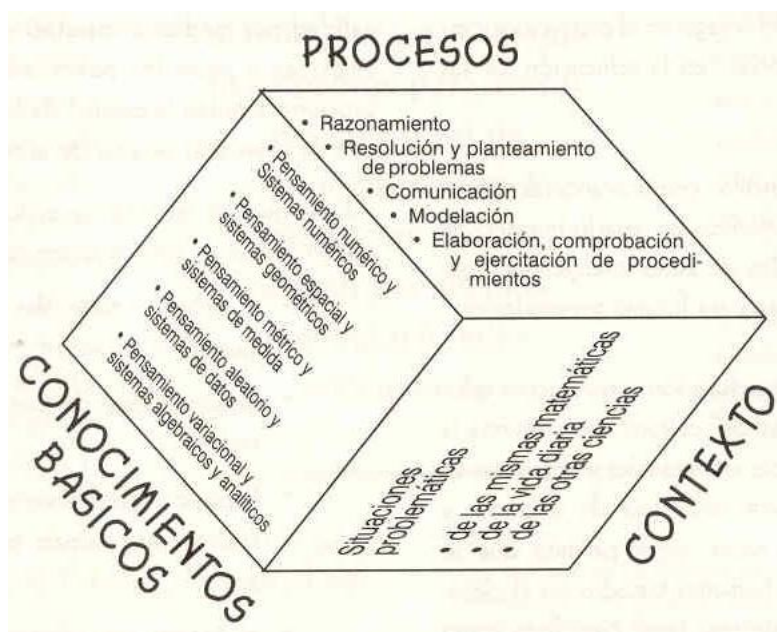 PROCESOS
• Razonamiento
• Resolución y planteamiento
de problemas
• Comunicación
• Modelación
• Elaboración, comprobación
y ejercitación de procedi-
mientos
• Pensamiento numérico y
sistemas numéricos
• Pensamiento espacial y
sistemas geométricos
• Pensamiento métrico y
sistemas de medida
• Pensamiento aleatorio y
sistemas de datos
• Pensamiento variacional y
sistemas algebraicos y analíticos
CONOCIMIENTOS
BASICOS
Situaciones
problemáticas
• de las mismas matemáticas
de la vida diaria
de las otras ciencias
CONTEXTO